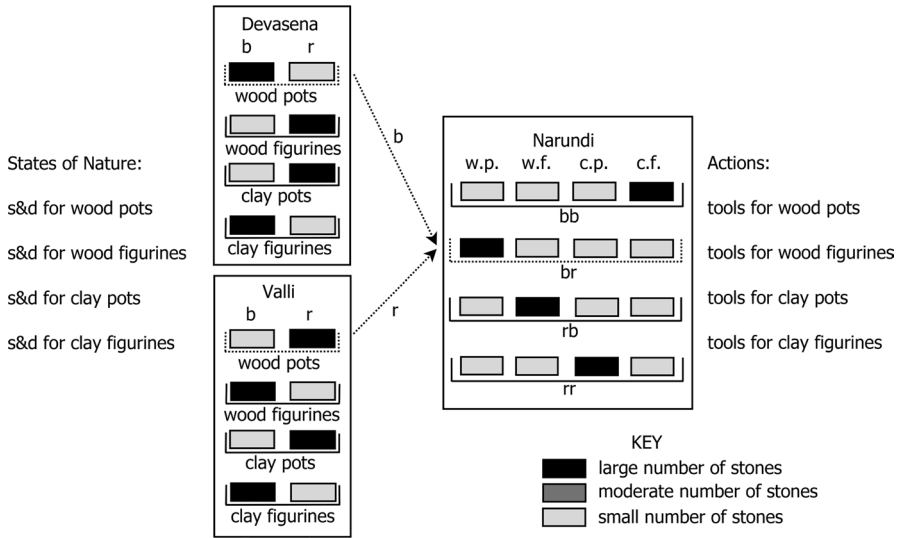 States of Nature:
s&d for wood pots
s&d for wood figurines
s&d for clay pots
s&d for clay figurines
Devasena
b r
wood pots
wood figurines
clay pots
clay figurines
Valli
b r
wood pots
wood figurines
clay pots
clay figurines
b
r
Narundi
w.p. w.f. c.p. c.f.
bb
br
rb
rr
Actions:
tools for wood pots
tools for wood figurines
tools for clay pots
tools for clay figurines
KEY
large number of stones
moderate number of stones
small number of stones